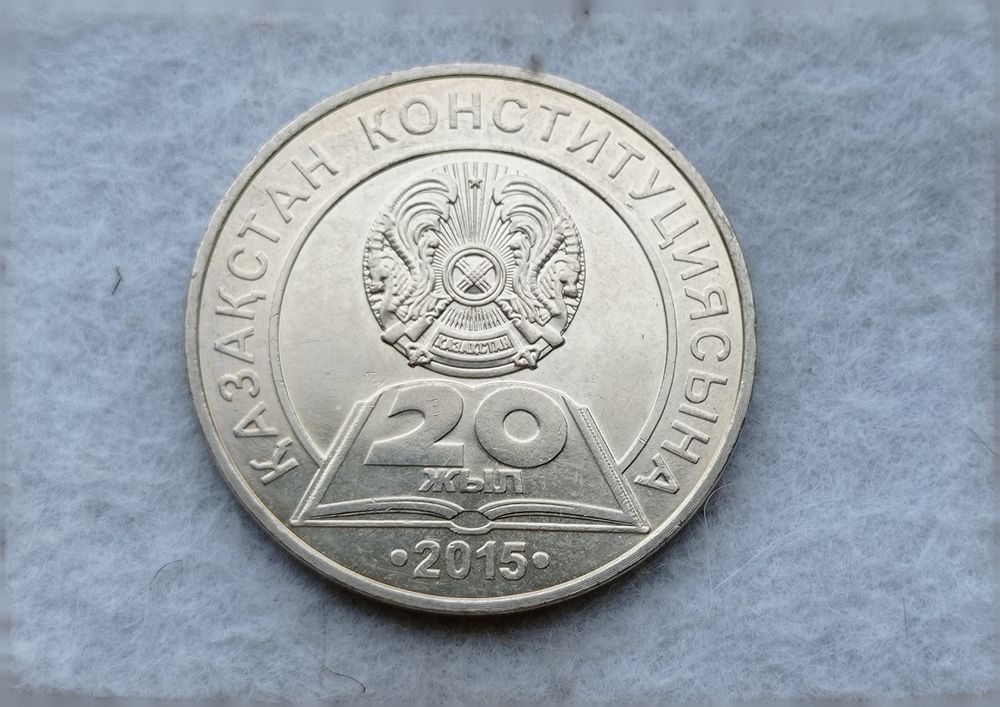 ҚАЗАҚСТАН КОНСТИТУЦИЯСЫНА
ҚАЗАҚСТАН
20
ЖЫЛ
•2015•